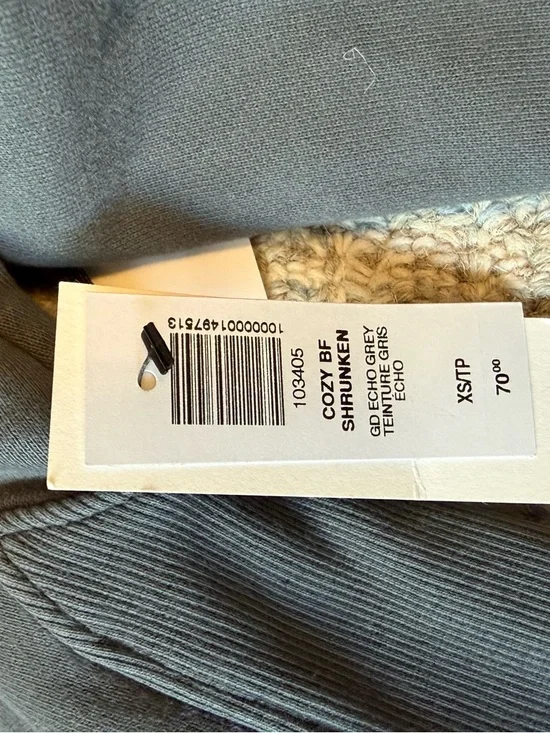 10000001497513
103405
COZY BF
SHRUNKEN
GD ECHO GREY
TEINTURE GRIS
ÉCHO
XS/TP
70⁰⁰